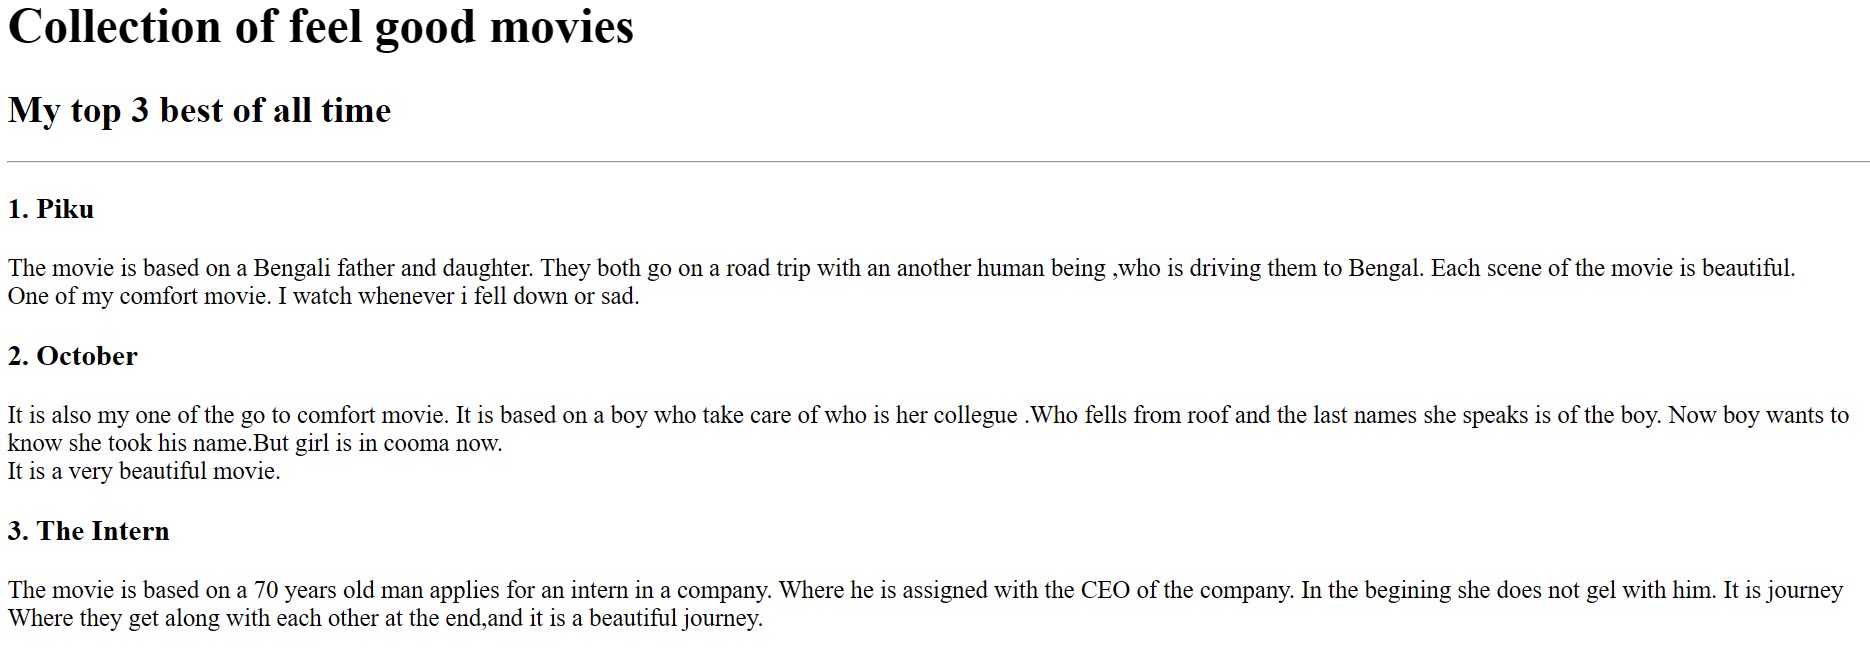 Collection of feel good movies
My top 3 best of all time
1. Piku
The movie is based on a Bengali father and daughter. They both go on a road trip with an another human being ,who is driving them to Bengal. Each scene of the movie is beautiful.
One of my comfort movie. I watch whenever i fell down or sad.
2. October
It is also my one of the go to comfort movie. It is based on a boy who take care of who is her collegue .Who fells from roof and the last names she speaks is of the boy. Now boy wants to
know she took his name.But girl is in cooma now.
It is a very beautiful movie.
3. The Intern
The movie is based on a 70 years old man applies for an intern in a company. Where he is assigned with the CEO of the company. In the begining she does not gel with him. It is journey
Where they get along with each other at the end,and it is a beautiful journey.